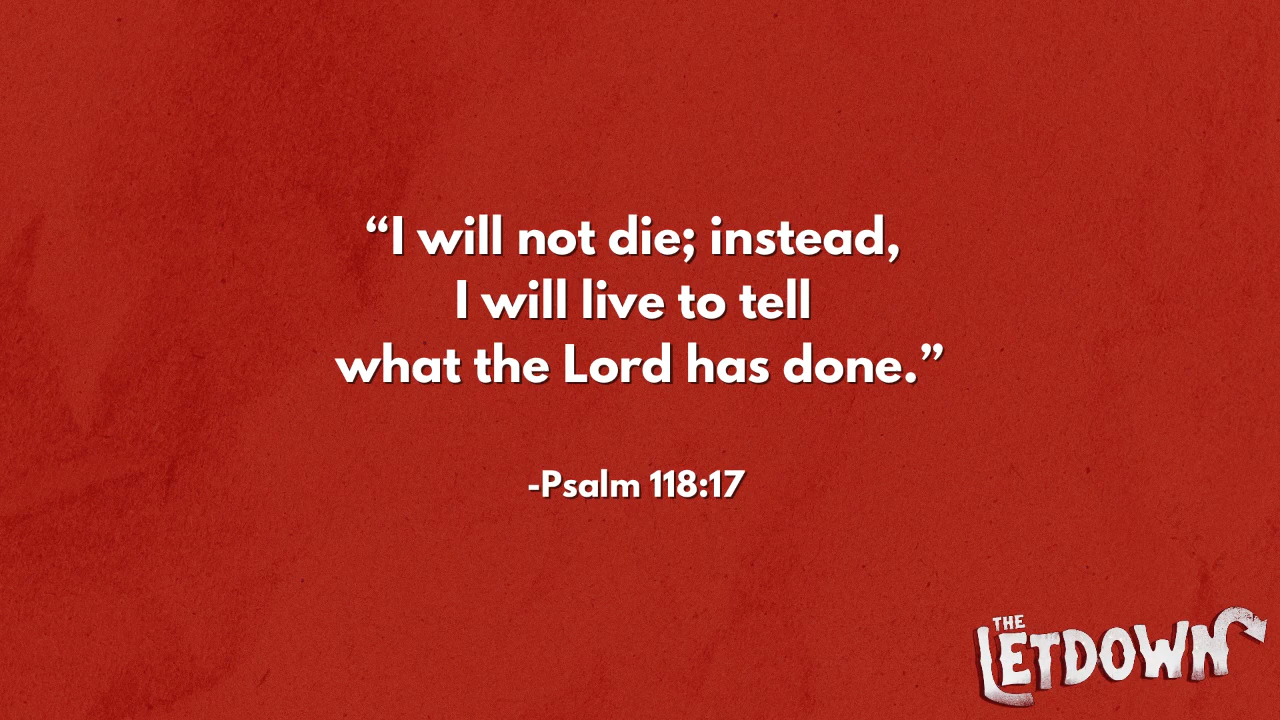 “I will not die; instead,
I will live to tell
what the Lord has done.”
-Psalm 118:17
THE
LETDOWN